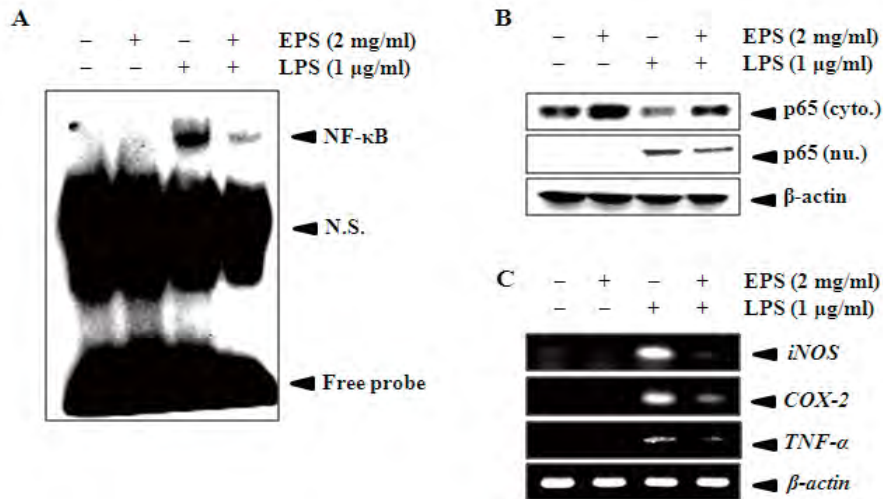 A
– + – + EPS (2 mg/ml)
– – + + LPS (1 µg/ml)
NF-κB
N.S.
Free probe
B
– + – + EPS (2 mg/ml)
– – + + LPS (1 µg/ml)
p65 (cyto.)
p65 (nu.)
β-actin
C
– + – + EPS (2 mg/ml)
– – + + LPS (1 µg/ml)
iNOS
COX-2
TNF-α
β-actin